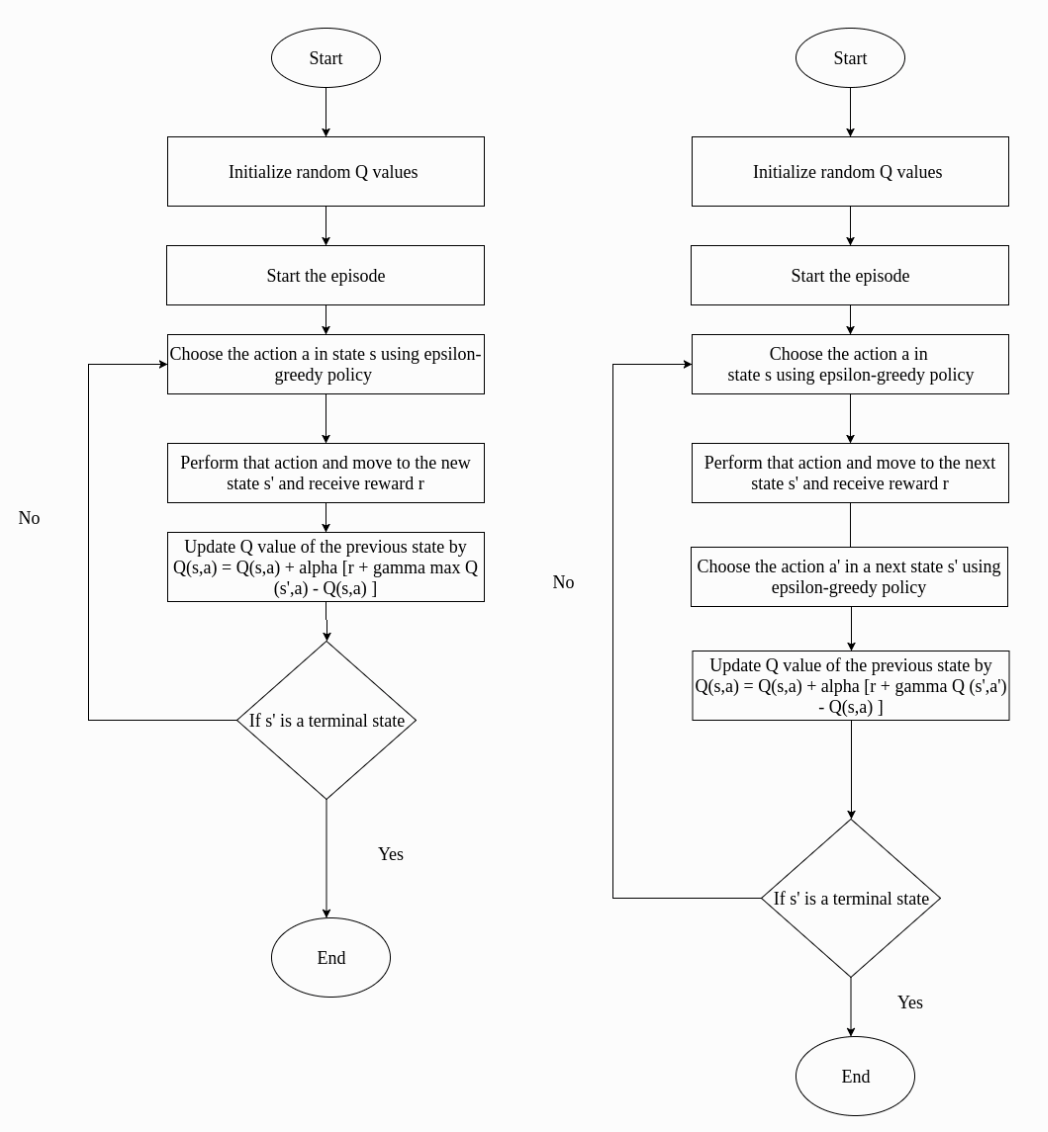 Start
Initialize random Q values
Start the episode
Choose the action a in state s using epsilon-
greedy policy
Perform that action and move to the new
state s' and receive reward r
No
Update Q value of the previous state by
Q(s,a) = Q(s,a) + alpha [r + gamma max Q
(s',a) - Q(s,a) ]
If s' is a terminal state
Yes
End
Start
Initialize random Q values
Start the episode
Choose the action a in
state s using epsilon-greedy policy
Perform that action and move to the next
state s' and receive reward r
Choose the action a' in a next state s' using
epsilon-greedy policy
No
Update Q value of the previous state by
Q(s,a) = Q(s,a) + alpha [r + gamma Q (s',a')
- Q(s,a) ]
If s' is a terminal state
Yes
End